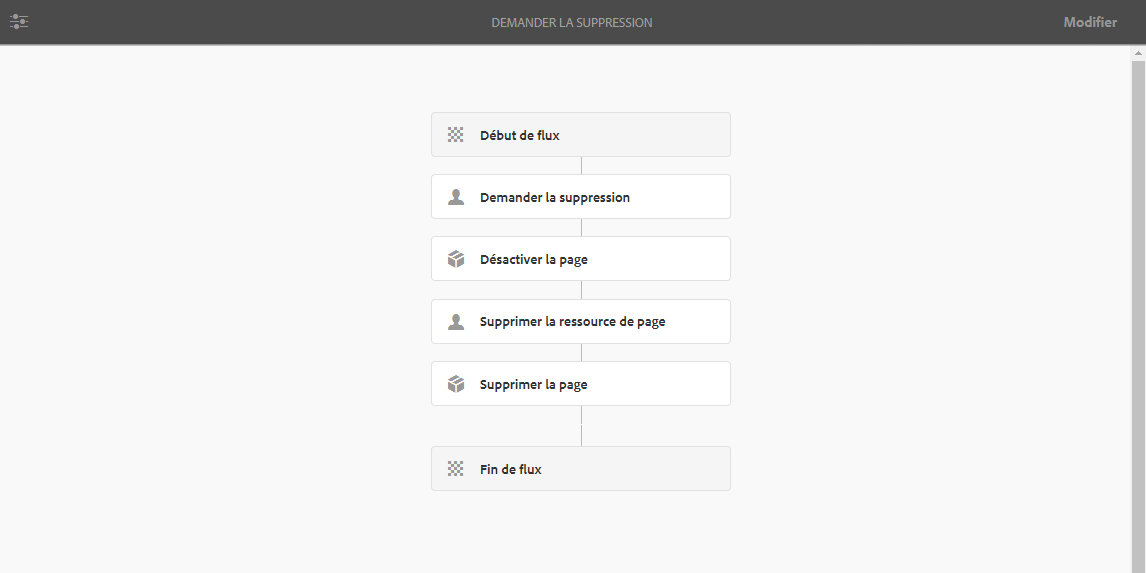 DEMANDER LA SUPPRESSION
Modifier
Début de flux
Demander la suppression
Désactiver la page
Supprimer la ressource de page
Supprimer la page
Fin de flux